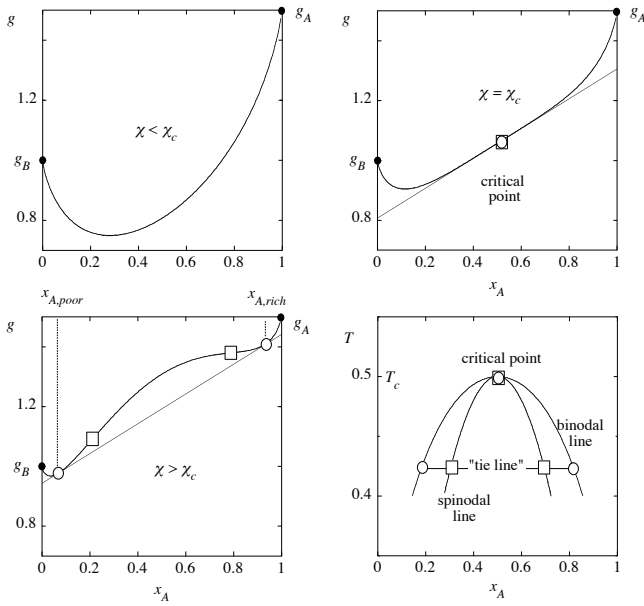 g
g_A
1.2
χ < χ_c
g_B
0.8
0 0.2 0.4 0.6 0.8 1
x_A
g
g_A
1.2
χ = χ_c
g_B
critical
point
0.8
0 0.2 0.4 0.6 0.8 1
x_A
x_{A,poor}
x_{A,rich}
g
g_A
1.2
g_B
χ > χ_c
0.8
0 0.2 0.4 0.6 0.8 1
x_A
T
critical point
0.5
T_c
binodal
line
"tie line"
0.4
spinodal
line
0 0.2 0.4 0.6 0.8 1
x_A